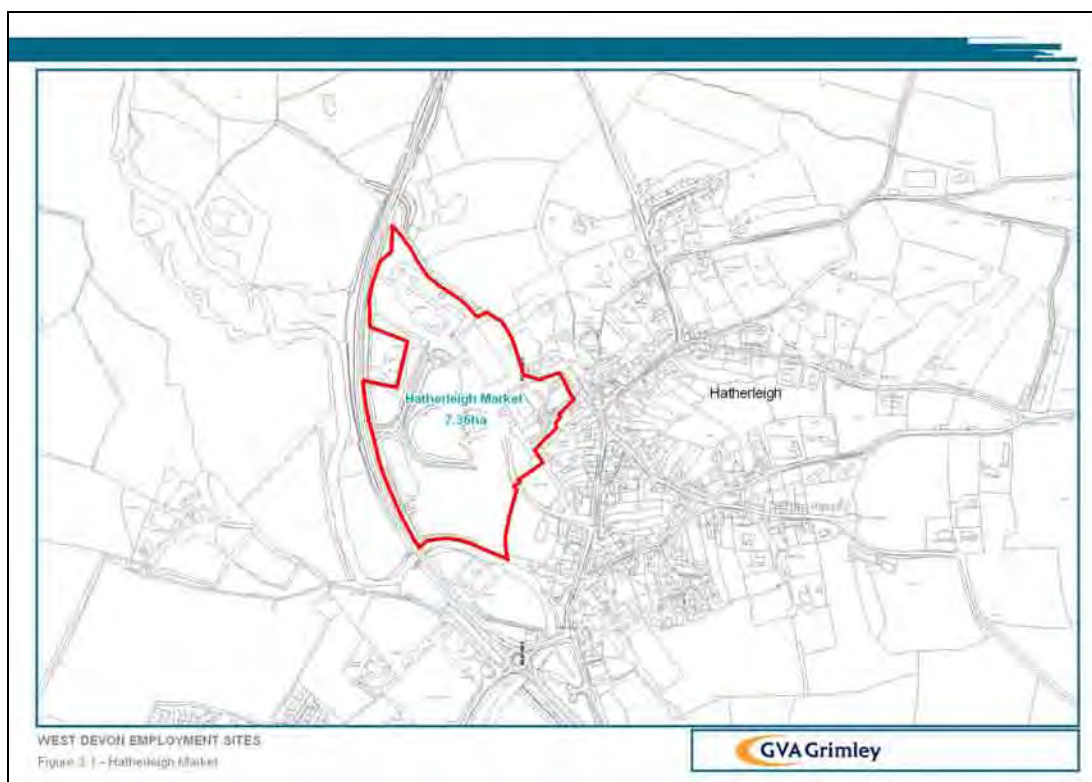 Hatherleigh Market
7.36ha
Hatherleigh
WEST DEVON EMPLOYMENT SITES
Figure 3.1 - Hatherleigh Market
GVA Grimley